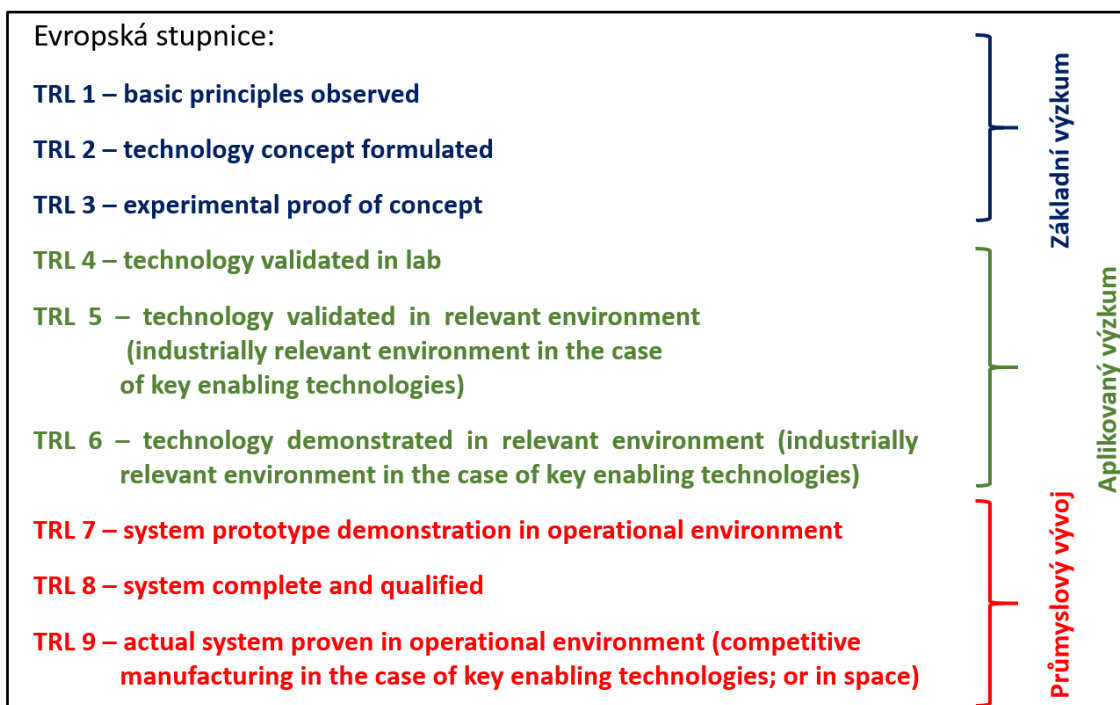 Evropská stupnice:
TRL 1 – basic principles observed
TRL 2 – technology concept formulated
TRL 3 – experimental proof of concept
TRL 4 – technology validated in lab
TRL 5 – technology validated in relevant environment
(industrially relevant environment in the case
of key enabling technologies)
TRL 6 – technology demonstrated in relevant environment (industrially
relevant environment in the case of key enabling technologies)
TRL 7 – system prototype demonstration in operational environment
TRL 8 – system complete and qualified
TRL 9 – actual system proven in operational environment (competitive
manufacturing in the case of key enabling technologies; or in space)
Základní výzkum
Aplikovaný výzkum
Průmyslový vývoj